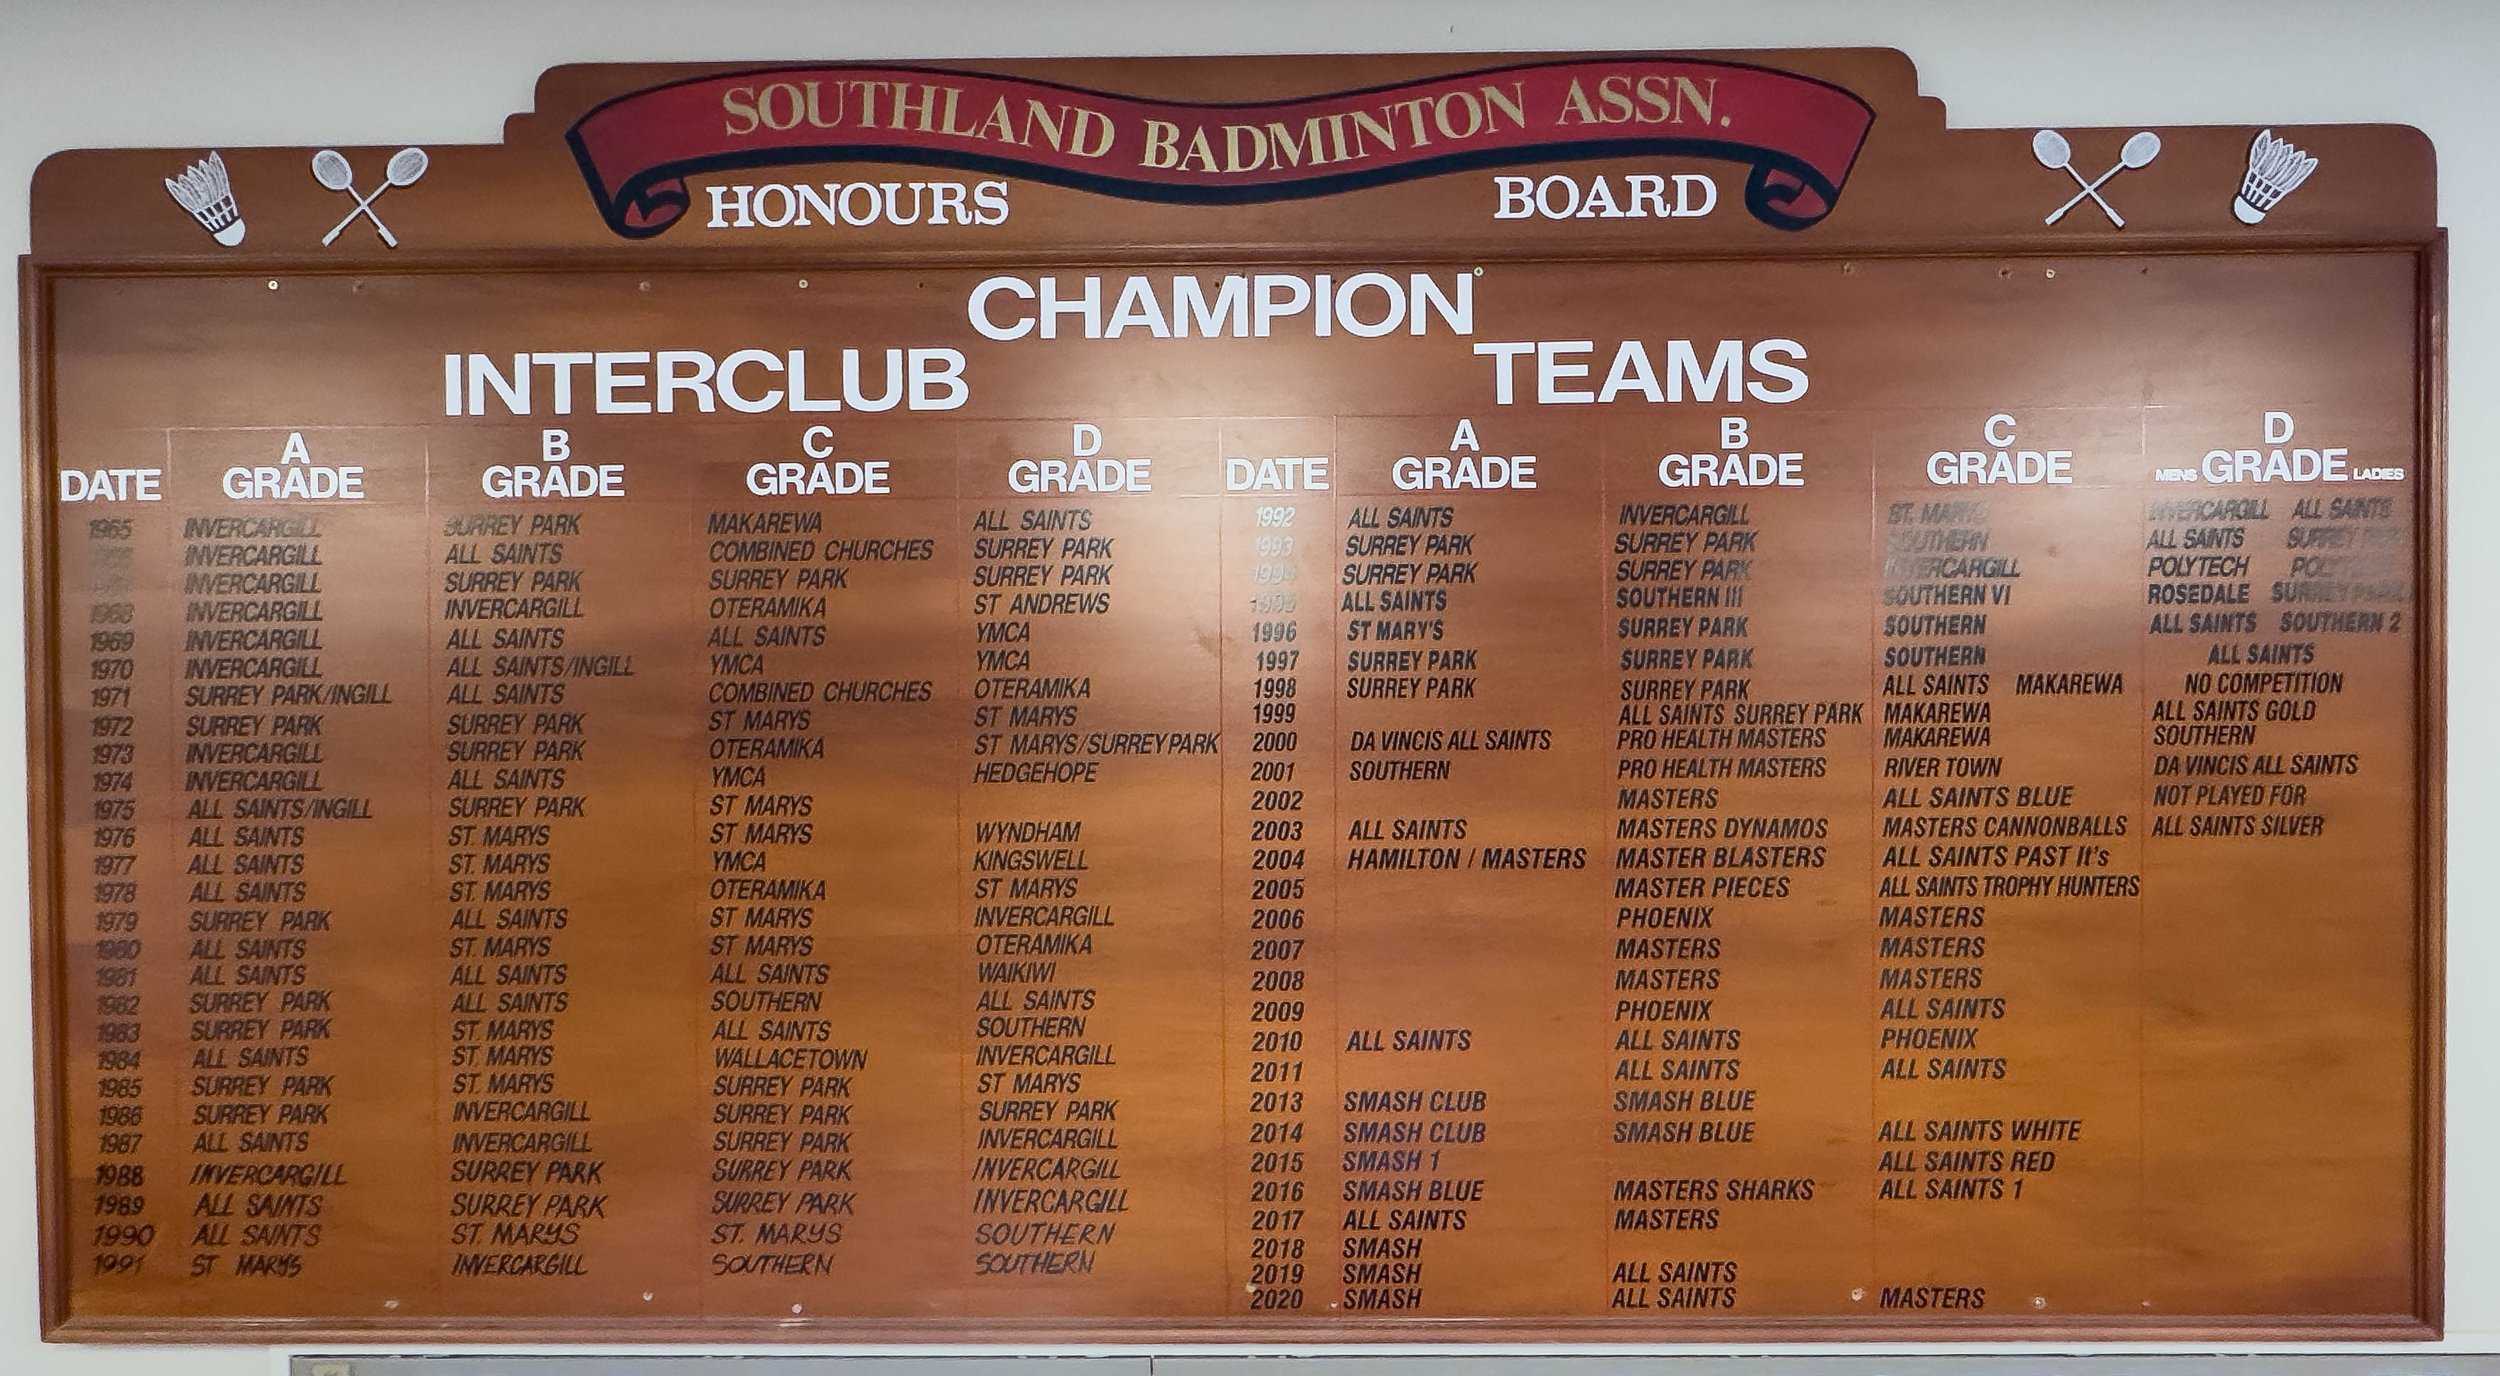 SOUTHLAND BADMINTON ASSN.
HONOURS BOARD
CHAMPION
INTERCLUB TEAMS
DATE A GRADE B GRADE C GRADE D GRADE
1965 INVERCARGILL SURREY PARK MAKAREWA ALL SAINTS
INVERCARGILL ALL SAINTS COMBINED CHURCHES SURREY PARK
INVERCARGILL SURREY PARK SURREY PARK SURREY PARK
1968 INVERCARGILL INVERCARGILL OTERAMIKA ST ANDREWS
1969 INVERCARGILL ALL SAINTS ALL SAINTS YMCA
1970 INVERCARGILL ALL SAINTS/INGILL YMCA YMCA
1971 SURREY PARK/INGILL ALL SAINTS COMBINED CHURCHES OTERAMIKA
1972 SURREY PARK SURREY PARK ST MARYS ST MARYS
1973 INVERCARGILL SURREY PARK OTERAMIKA ST MARYS/SURREY PARK
1974 INVERCARGILL ALL SAINTS YMCA HEDGEHOPE
1975 ALL SAINTS/INGILL SURREY PARK ST MARYS
1976 ALL SAINTS ST. MARYS ST MARYS WYNDHAM
1977 ALL SAINTS ST. MARYS YMCA KINGSWELL
1978 ALL SAINTS ST. MARYS OTERAMIKA ST MARYS
1979 SURREY PARK ALL SAINTS ST MARYS INVERCARGILL
1980 ALL SAINTS ST MARYS ST MARYS OTERAMIKA
1981 ALL SAINTS ALL SAINTS ALL SAINTS WAIKIWI
1982 SURREY PARK ALL SAINTS SOUTHERN ALL SAINTS
1983 SURREY PARK ST. MARYS ALL SAINTS SOUTHERN
1984 ALL SAINTS ST. MARYS WALLACETOWN INVERCARGILL
1985 SURREY PARK ST. MARYS SURREY PARK ST MARYS
1986 SURREY PARK INVERCARGILL SURREY PARK SURREY PARK
1987 ALL SAINTS INVERCARGILL SURREY PARK INVERCARGILL
1988 INVERCARGILL SURREY PARK SURREY PARK INVERCARGILL
1989 ALL SAINTS SURREY PARK SURREY PARK INVERCARGILL
1990 ALL SAINTS ST. MARYS ST. MARYS SOUTHERN
1991 ST MARYS INVERCARGILL SOUTHERN SOUTHERN
DATE A GRADE B GRADE C GRADE MENS D GRADE LADIES
1992 ALL SAINTS INVERCARGILL ST. MARYS INVERCARGILL ALL SAINTS
1993 SURREY PARK SURREY PARK SOUTHERN ALL SAINTS SURREY
1994 SURREY PARK SURREY PARK INVERCARGILL POLYTECH
1995 ALL SAINTS SOUTHERN III SOUTHERN VI ROSEDALE SURREY PARK
1996 ST MARY'S SURREY PARK SOUTHERN ALL SAINTS SOUTHERN 2
1997 SURREY PARK SURREY PARK SOUTHERN ALL SAINTS
1998 SURREY PARK SURREY PARK ALL SAINTS MAKAREWA NO COMPETITION
1999 ALL SAINTS SURREY PARK MAKAREWA ALL SAINTS GOLD
2000 DA VINCIS ALL SAINTS PRO HEALTH MASTERS MAKAREWA SOUTHERN
2001 SOUTHERN PRO HEALTH MASTERS RIVER TOWN DA VINCIS ALL SAINTS
2002 MASTERS ALL SAINTS BLUE NOT PLAYED FOR
2003 ALL SAINTS MASTERS DYNAMOS MASTERS CANNONBALLS ALL SAINTS SILVER
2004 HAMILTON / MASTERS MASTER BLASTERS ALL SAINTS PAST It's
2005 MASTER PIECES ALL SAINTS TROPHY HUNTERS
2006 PHOENIX MASTERS
2007 MASTERS MASTERS
2008 MASTERS MASTERS
2009 PHOENIX ALL SAINTS
2010 ALL SAINTS ALL SAINTS PHOENIX
2011 ALL SAINTS ALL SAINTS
2013 SMASH CLUB SMASH BLUE
2014 SMASH CLUB SMASH BLUE ALL SAINTS WHITE
2015 SMASH 1 ALL SAINTS RED
2016 SMASH BLUE MASTERS SHARKS ALL SAINTS 1
2017 ALL SAINTS MASTERS
2018 SMASH
2019 SMASH ALL SAINTS
2020 SMASH ALL SAINTS MASTERS